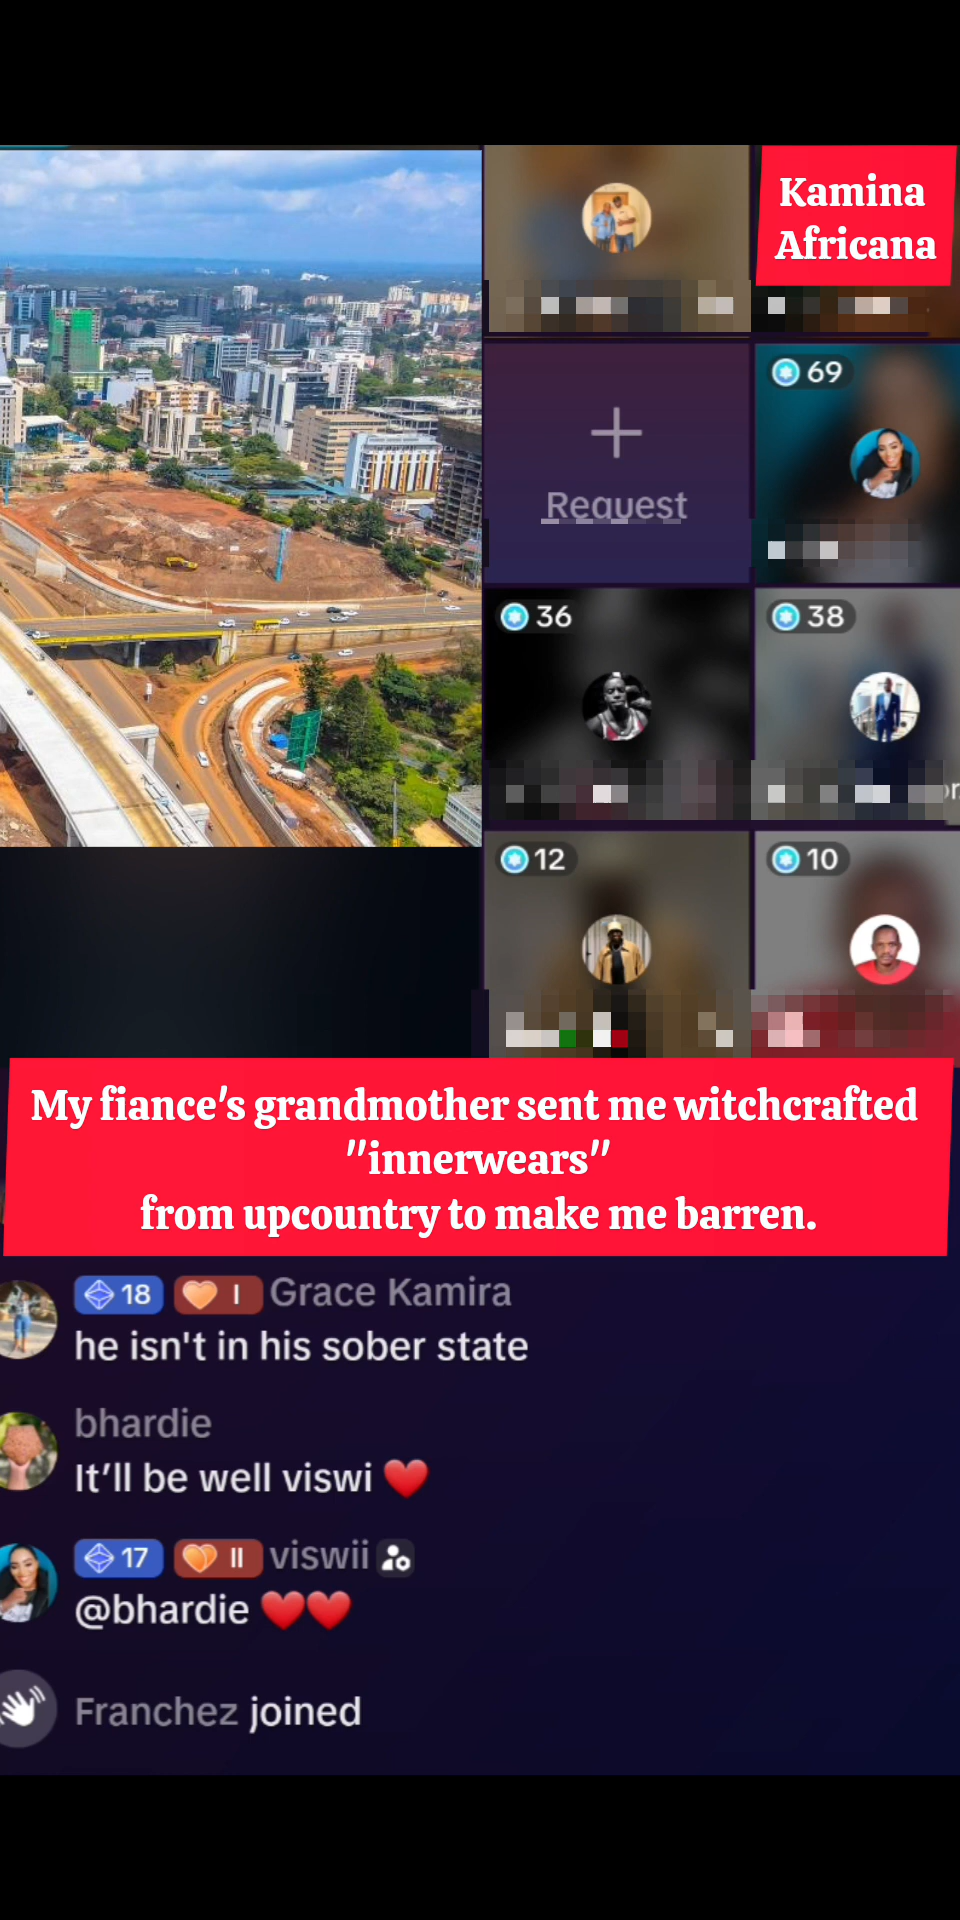 Kamina
Africana
69
Request
36
38
12
10
My fiance's grandmother sent me witchcrafted
"innerwears"
from upcountry to make me barren.
18 I Grace Kamira
he isn't in his sober state
bhardie
It'll be well viswi ❤️
17 II viswii
@bhardie ❤️❤️
Franchez joined